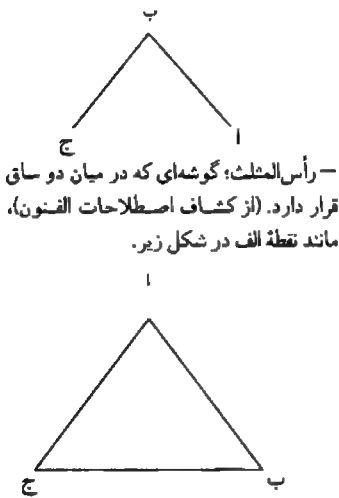 ب
ج ا
– رأس‌المثلث؛ گوشه‌ای که در میان دو ساق
قرار دارد. (از کشاف اصطلاحات الفنون)،
مانند نقطهٔ الف در شکل زیر.
ا
ج ب